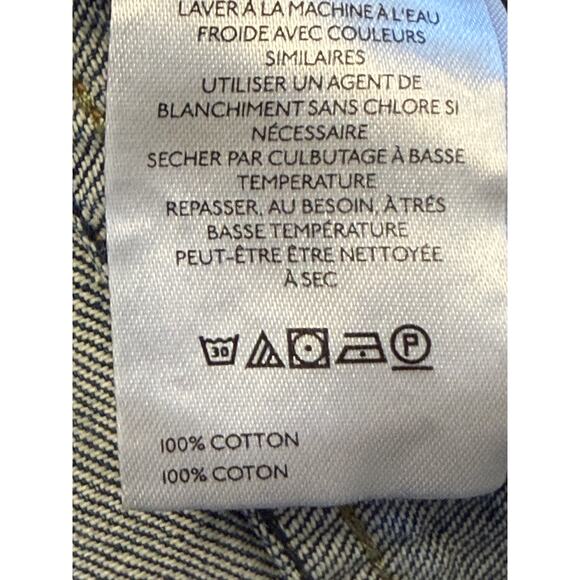 LAVER À LA MACHINE À L'EAU
FROIDE AVEC COULEURS
SIMILAIRES
UTILISER UN AGENT DE
BLANCHIMENT SANS CHLORE SI
NÉCESSAIRE
SECHER PAR CULBUTAGE À BASSE
TEMPERATURE
REPASSER, AU BESOIN, À TRÉS
BASSE TEMPÉRATURE
PEUT-ÊTRE ÊTRE NETTOYÉE
À SEC
30 P
100% COTTON
100% COTON